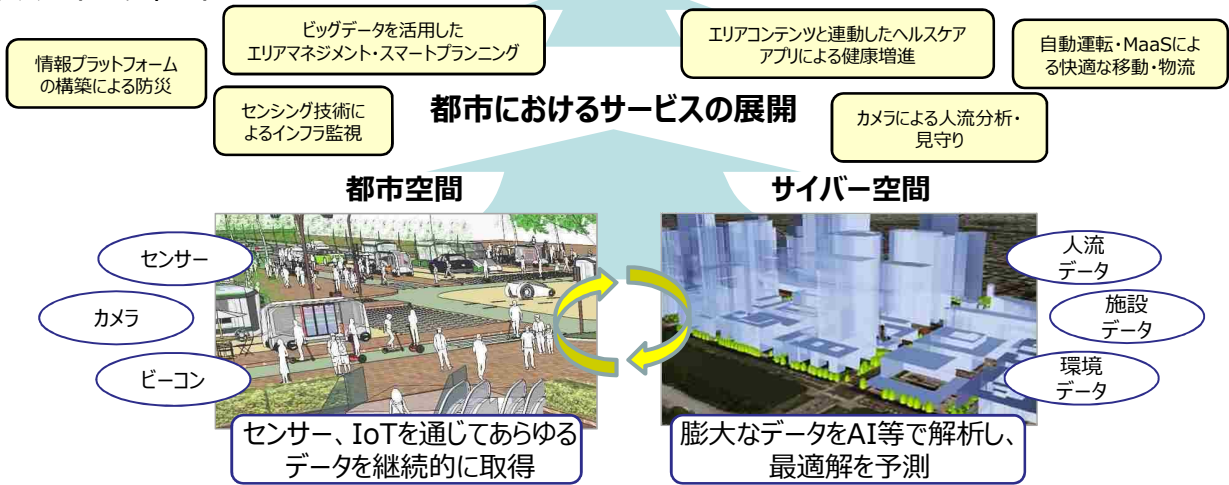 ビッグデータを活用した
エリアマネジメント・スマートプランニング
エリアコンテンツと連動したヘルスケア
アプリによる健康増進
自動運転・MaaSによ
る快適な移動・物流
情報プラットフォーム
の構築による防災
センシング技術に
よるインフラ監視
都市におけるサービスの展開
カメラによる人流分析・
見守り
都市空間
サイバー空間
センサー
カメラ
ビーコン
人流
データ
施設
データ
環境
データ
センサー、IoTを通じてあらゆる
データを継続的に取得
膨大なデータをAI等で解析し、
最適解を予測